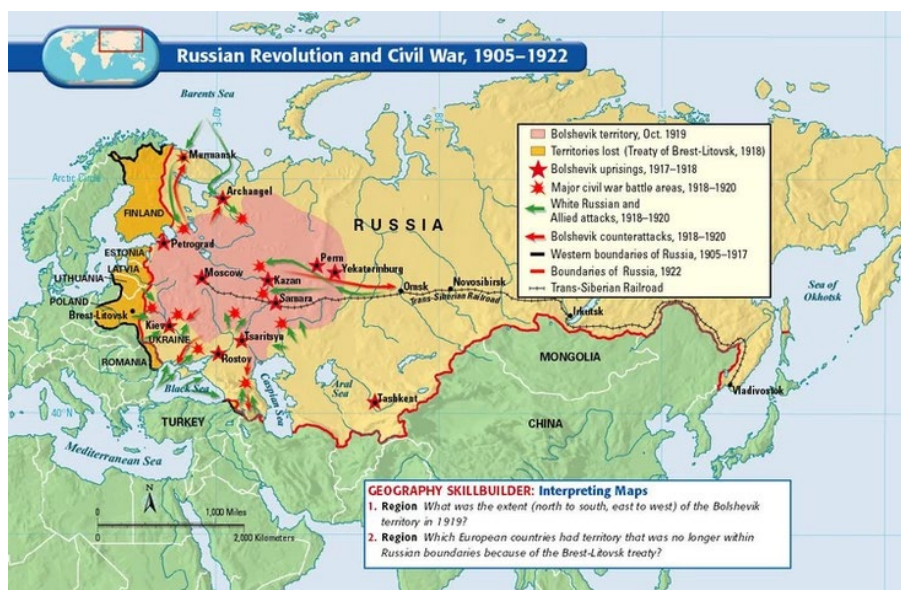 Russian Revolution and Civil War, 1905–1922
Barents Sea
40°E
80°E
Murmansk
Arctic Circle
Archangel
FINLAND
RUSSIA
Petrograd
ESTONIA
LATVIA
LITHUANIA
Moscow
Perm
Yekaterinburg
Kazan
Omsk
Novosibirsk
Trans-Siberian Railroad
POLAND
Samara
Brest-Litovsk
Kiev
UKRAINE
Tsaritsyn
Rostov
ROMANIA
Irkutsk
Sea of
Okhotsk
MONGOLIA
Black Sea
Caspian Sea
Aral
Sea
Tashkent
Vladivostok
40°N
TURKEY
CHINA
Mediterranean Sea
Bolshevik territory, Oct. 1919
Territories lost (Treaty of Brest-Litovsk, 1918)
Bolshevik uprisings, 1917–1918
Major civil war battle areas, 1918–1920
White Russian and
Allied attacks, 1918–1920
Bolshevik counterattacks, 1918–1920
Western boundaries of Russia, 1905–1917
Boundaries of Russia, 1922
Trans-Siberian Railroad
N
0
1,000 Miles
0
2,000 Kilometers
GEOGRAPHY SKILLBUILDER: Interpreting Maps
1. Region What was the extent (north to south, east to west) of the Bolshevik
territory in 1919?
2. Region Which European countries had territory that was no longer within
Russian boundaries because of the Brest-Litovsk treaty?